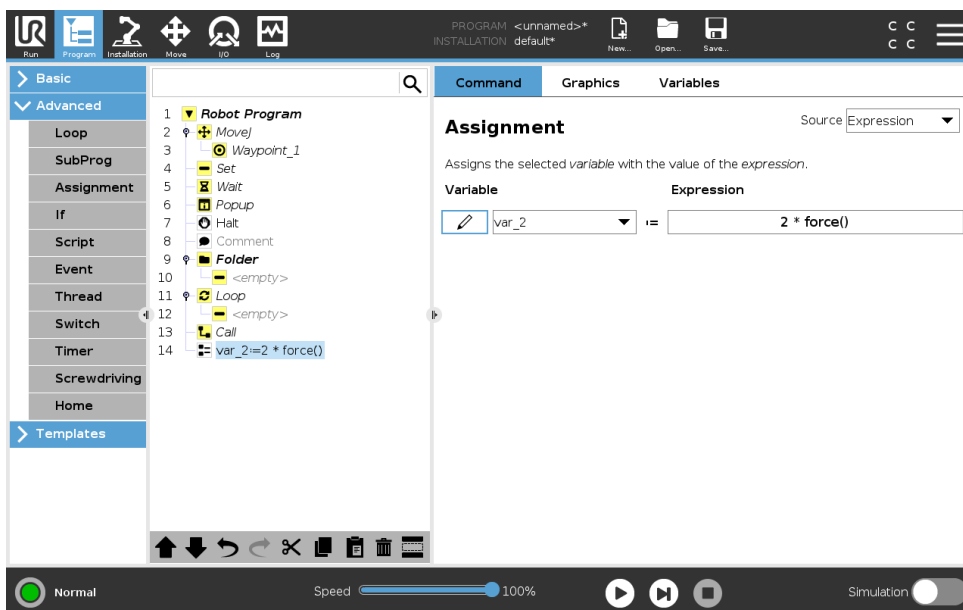 UR
PROGRAM <unnamed>*
INSTALLATION default*
C C
C C
Run Program Installation Move I/O Log New... Open... Save...
Basic
Advanced
Loop
SubProg
Assignment
If
Script
Event
Thread
Switch
Timer
Screwdriving
Home
Templates
1 Robot Program
2 MoveJ
3 Waypoint_1
4 Set
5 Wait
6 Popup
7 Halt
8 Comment
9 Folder
10 <empty>
11 Loop
12 <empty>
13 Call
14 var_2:=2 * force()
Command Graphics Variables
Assignment
Source Expression
Assigns the selected variable with the value of the expression.
Variable Expression
var_2 := 2 * force()
Normal Speed 100% Simulation